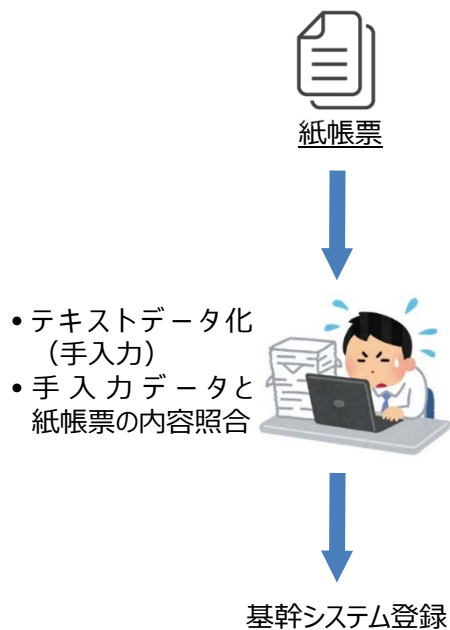 紙帳票
•テキストデータ化
（手入力）
•手入力データと
紙帳票の内容照合
基幹システム登録